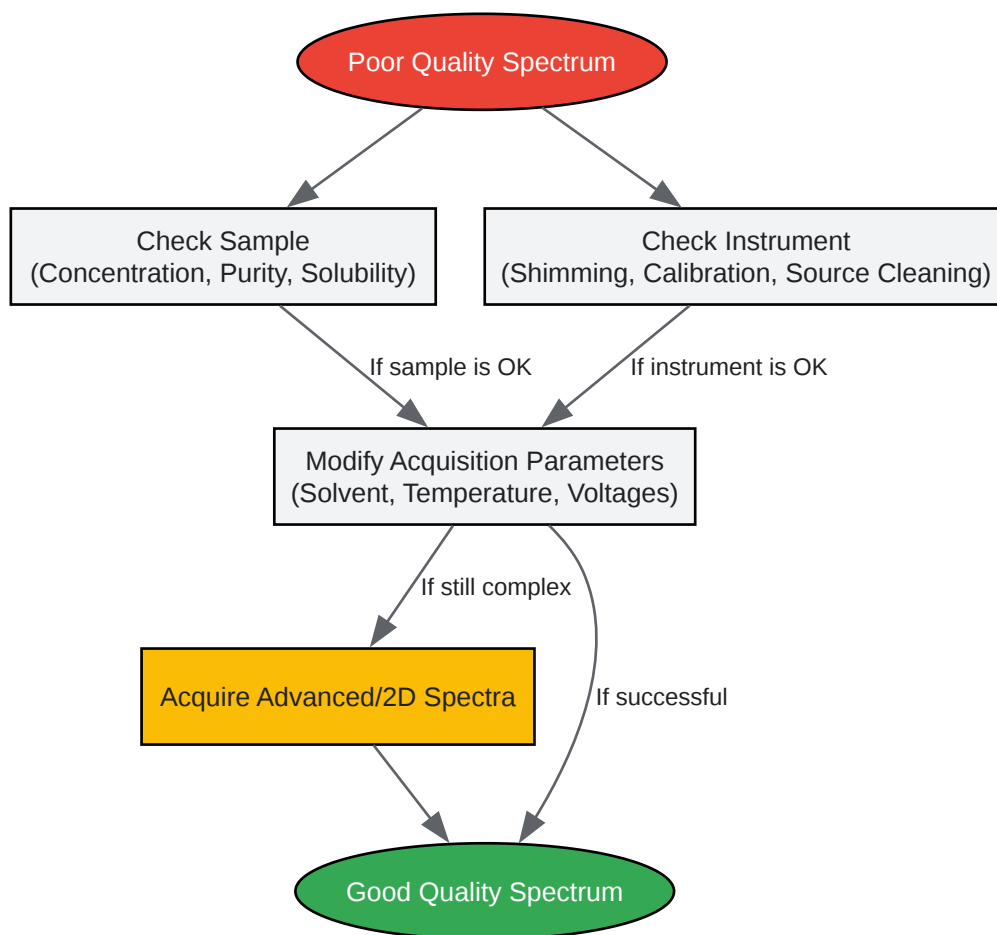 Poor Quality Spectrum
Check Sample
(Concentration, Purity, Solubility)
Check Instrument
(Shimming, Calibration, Source Cleaning)
If sample is OK
If instrument is OK
Modify Acquisition Parameters
(Solvent, Temperature, Voltages)
If still complex
Acquire Advanced/2D Spectra
If successful
Good Quality Spectrum